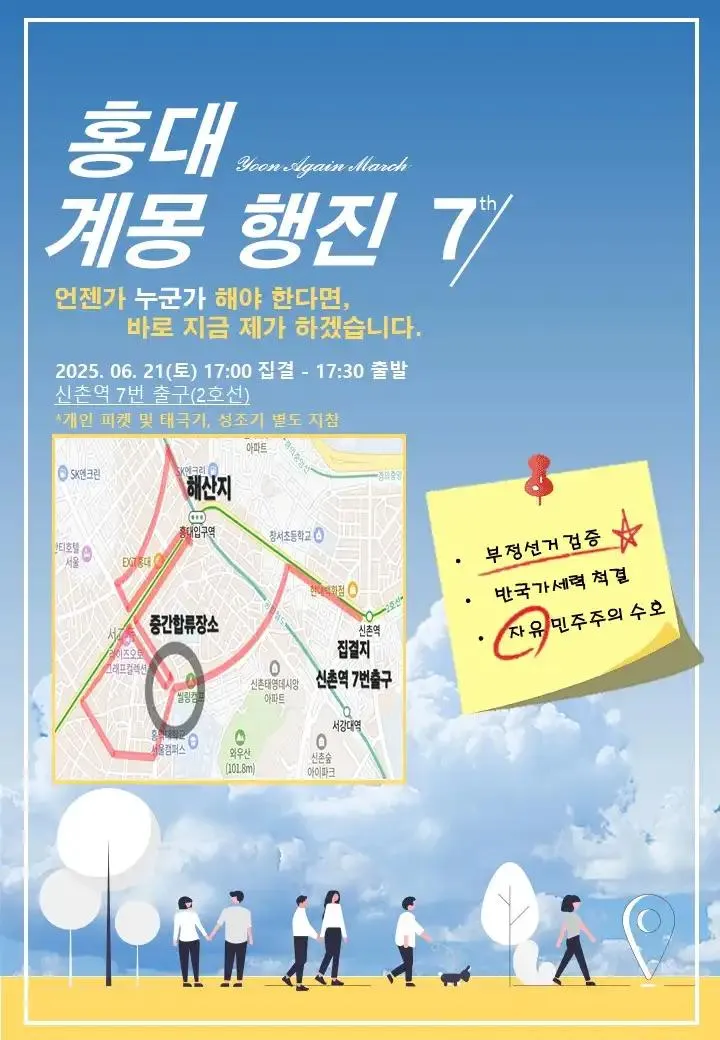 홍대
Yoon Again March
계몽 행진 7th
언젠가 누군가 해야 한다면,
바로 지금 제가 하겠습니다.
2025. 06. 21(토) 17:00 집결 - 17:30 출발
신촌역 7번 출구(2호선)
*개인 피켓 및 태극기, 성조기 별도 지참
아파트
SK엔크린
SK엔크린
해산지
경의중앙
홍대입구역
창서초등학교
서울
EXIT홍대
현대백화점
2호선
신촌역
중간합류장소
집결지
신촌역 7번출구
라이즈오토
그래프컬렉션
씰링캠프
신촌태영데시앙
아파트
서강대역
홍익대학교
서울캠퍼스
와우산
(101.8m)
신촌숲
아이파크
• 부정선거 검증
• 반국가세력 척결
• 자유 민주주의 수호